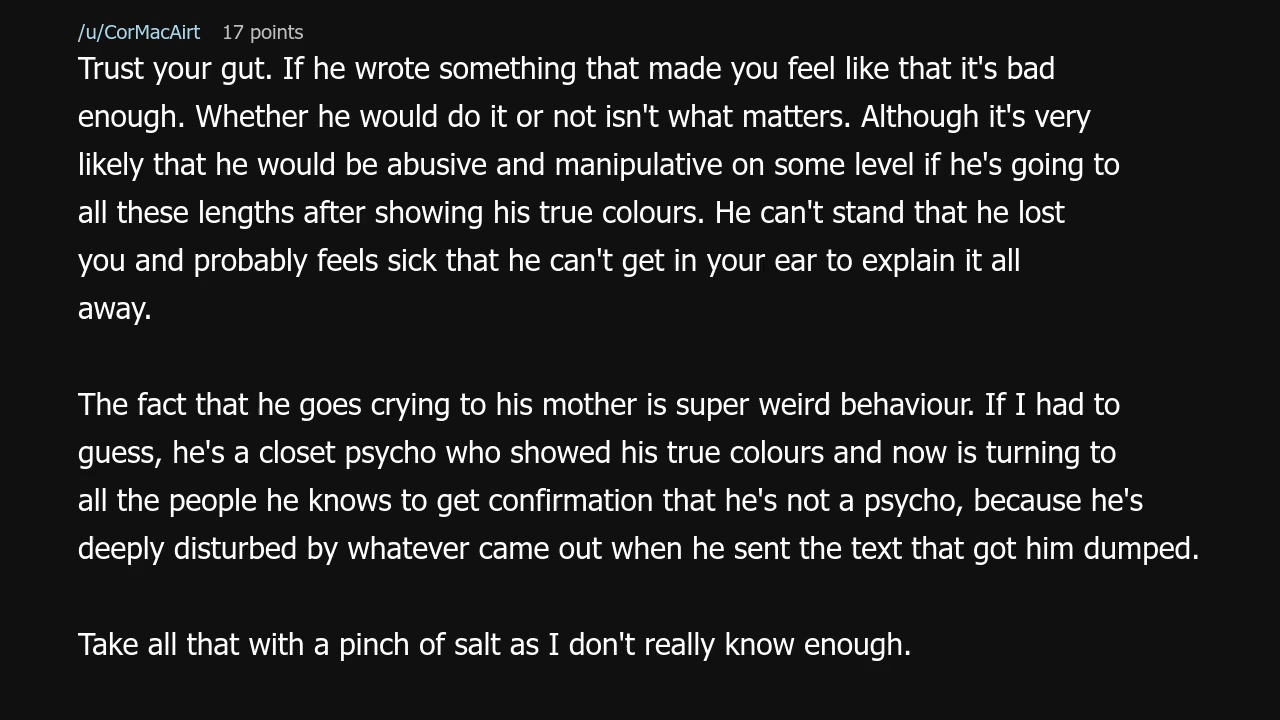 /u/CorMacAirt 17 points
Trust your gut. If he wrote something that made you feel like that it's bad
enough. Whether he would do it or not isn't what matters. Although it's very
likely that he would be abusive and manipulative on some level if he's going to
all these lengths after showing his true colours. He can't stand that he lost
you and probably feels sick that he can't get in your ear to explain it all
away.
The fact that he goes crying to his mother is super weird behaviour. If I had to
guess, he's a closet psycho who showed his true colours and now is turning to
all the people he knows to get confirmation that he's not a psycho, because he's
deeply disturbed by whatever came out when he sent the text that got him dumped.
Take all that with a pinch of salt as I don't really know enough.